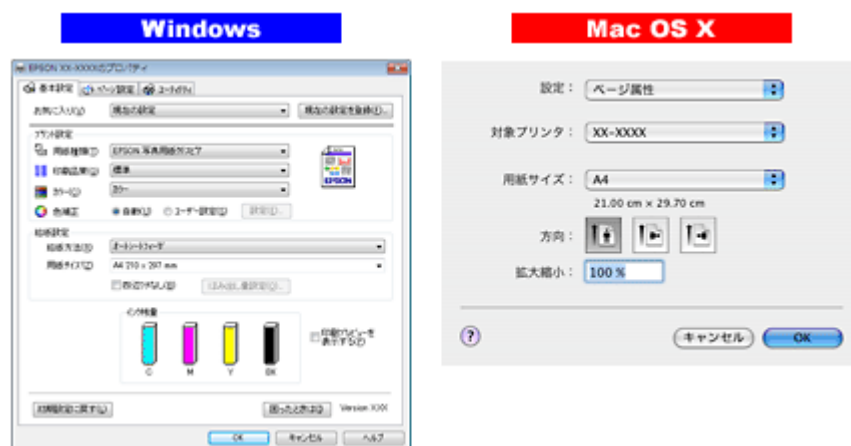 Windows
Mac OS X
EPSON XX-XXXXのプロパティ
基本設定 ページ設定 ユーティリティ
お気に入り(V) 現在の設定 現在の設定を登録(I)...
プリント設定
用紙種類(T) EPSON 写真用紙クリスピア
印刷品質(Q) 標準
カラー(C) カラー
EPSON
色補正 自動(U) ユーザー設定(E) 設定(D)...
給紙設定
給紙方法(S) オートシートフィーダ
用紙サイズ(Z) A4 210 x 297 mm
四辺フチなし(B) はみ出し量設定(Q)...
インク残量
印刷プレビューを
表示する(P)
C M Y BK
初期設定に戻す(L) 困ったときは(J) Version X.XX
OK キャンセル ヘルプ
設定： ページ属性
対象プリンタ： XX-XXXX
用紙サイズ： A4
21.00 cm × 29.70 cm
方向：
拡大縮小： 100 %
? キャンセル OK